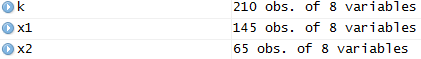 k 210 obs. of 8 variables
x1 145 obs. of 8 variables
x2 65 obs. of 8 variables